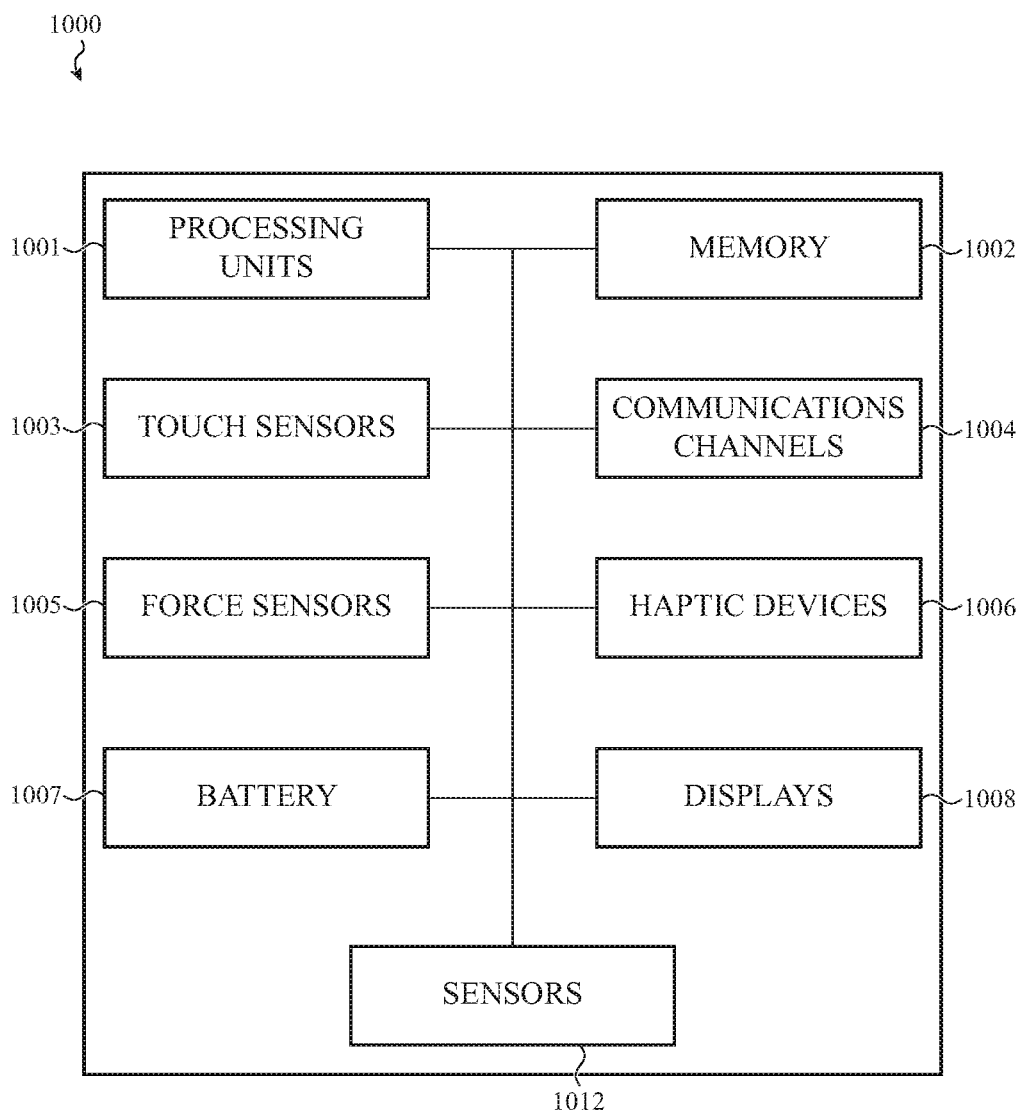 1000
1001
PROCESSING
UNITS
MEMORY
1002
1003
TOUCH SENSORS
COMMUNICATIONS
CHANNELS
1004
1005
FORCE SENSORS
HAPTIC DEVICES
1006
1007
BATTERY
DISPLAYS
1008
SENSORS
1012